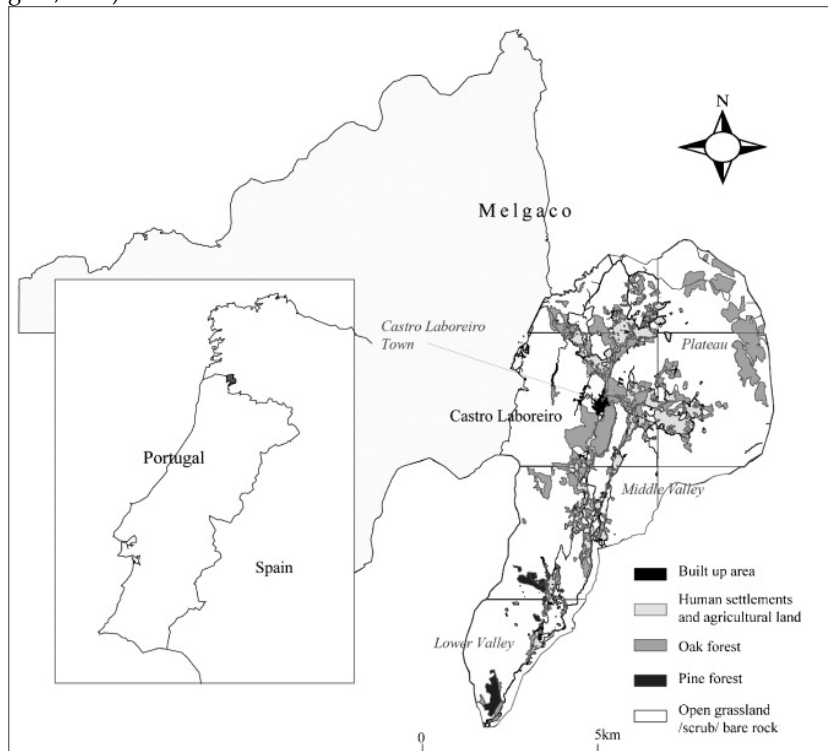 N
Melgaco
Castro Laboreiro
Town
Plateau
Castro Laboreiro
Portugal
Middle Valley
Spain
Built up area
Human settlements
and agricultural land
Oak forest
Lower Valley
Pine forest
Open grassland
/scrub/ bare rock
0
5km